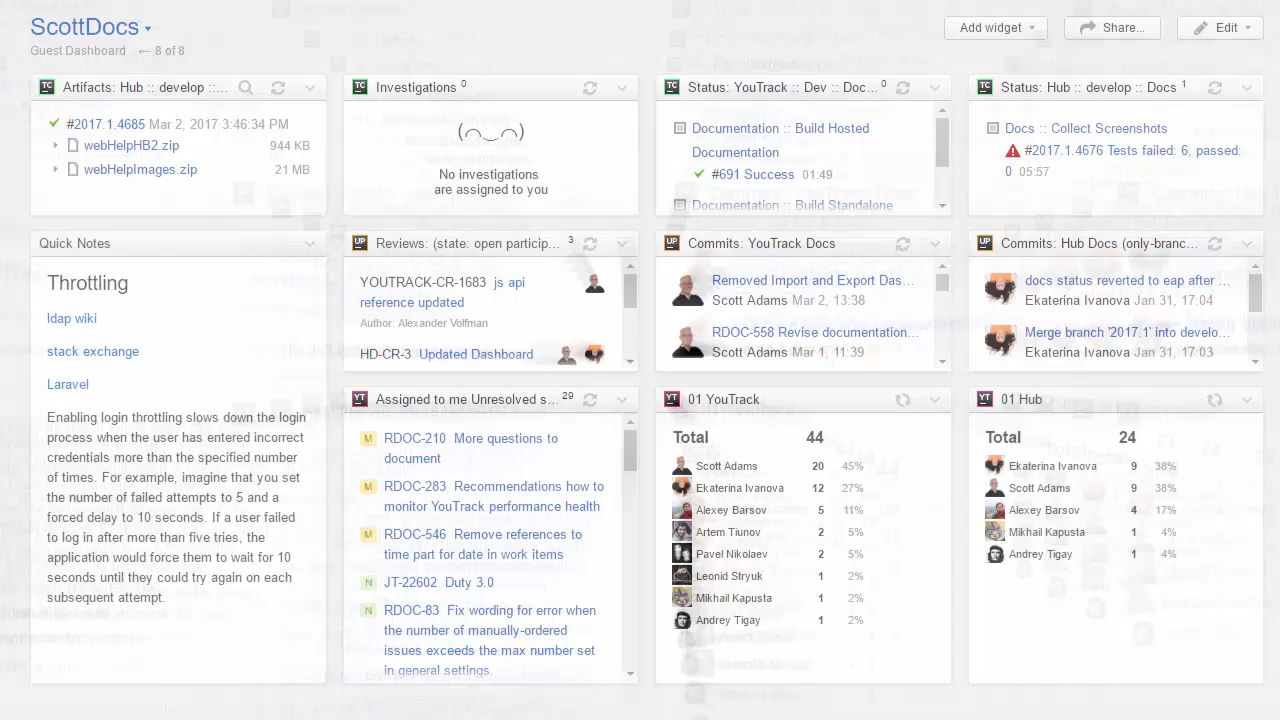 ScottDocs
Guest Dashboard ← 8 of 8
Add widget
Share...
Edit
TC Artifacts: Hub :: develop ::...
#2017.1.4685 Mar 2, 2017 3:46:34 PM
webHelpHB2.zip 944 KB
webHelpImages.zip 21 MB
TC Investigations 0
No investigations
are assigned to you
TC Status: YouTrack :: Dev :: Doc... 0
Documentation :: Build Hosted
Documentation
#691 Success 01:49
Documentation :: Build Standalone
TC Status: Hub :: develop :: Docs 1
Docs :: Collect Screenshots
#2017.1.4676 Tests failed: 6, passed:
0 05:57
Quick Notes
Throttling
ldap wiki
stack exchange
Laravel
Enabling login throttling slows down the login
process when the user has entered incorrect
credentials more than the specified number
of times. For example, imagine that you set
the number of failed attempts to 5 and a
forced delay to 10 seconds. If a user failed
to log in after more than five tries, the
application would force them to wait for 10
seconds until they could try again on each
subsequent attempt.
UP Reviews: (state: open particip... 3
YOUTRACK-CR-1683 js api
reference updated
Author: Alexander Volfman
HD-CR-3 Updated Dashboard
UP Commits: YouTrack Docs
Removed Import and Export Das...
Scott Adams Mar 2, 13:38
RDOC-558 Revise documentation...
Scott Adams Mar 1, 11:39
UP Commits: Hub Docs (only-branc...
docs status reverted to eap after ...
Ekaterina Ivanova Jan 31, 17:04
Merge branch '2017.1' into develo...
Ekaterina Ivanova Jan 31, 17:03
YT Assigned to me Unresolved s... 29
M RDOC-210 More questions to
document
M RDOC-283 Recommendations how to
monitor YouTrack performance health
M RDOC-546 Remove references to
time part for date in work items
N JT-22602 Duty 3.0
N RDOC-83 Fix wording for error when
the number of manually-ordered
issues exceeds the max number set
in general settings.
YT 01 YouTrack
Total 44
Scott Adams 20 45%
Ekaterina Ivanova 12 27%
Alexey Barsov 5 11%
Artem Tiunov 2 5%
Pavel Nikolaev 2 5%
Leonid Stryuk 1 2%
Mikhail Kapusta 1 2%
Andrey Tigay 1 2%
YT 01 Hub
Total 24
Ekaterina Ivanova 9 38%
Scott Adams 9 38%
Alexey Barsov 4 17%
Mikhail Kapusta 1 4%
Andrey Tigay 1 4%